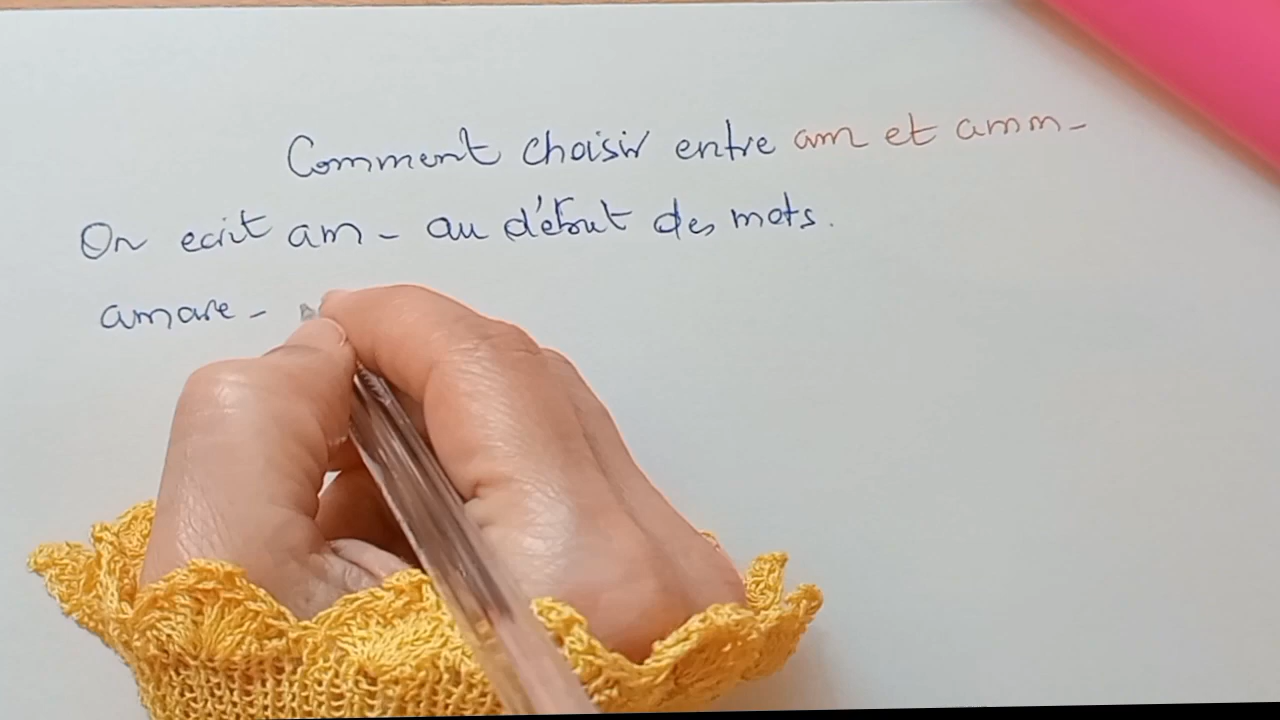 Comment choisir entre am et amm-
On ecrit am - au début des mots.
amare -